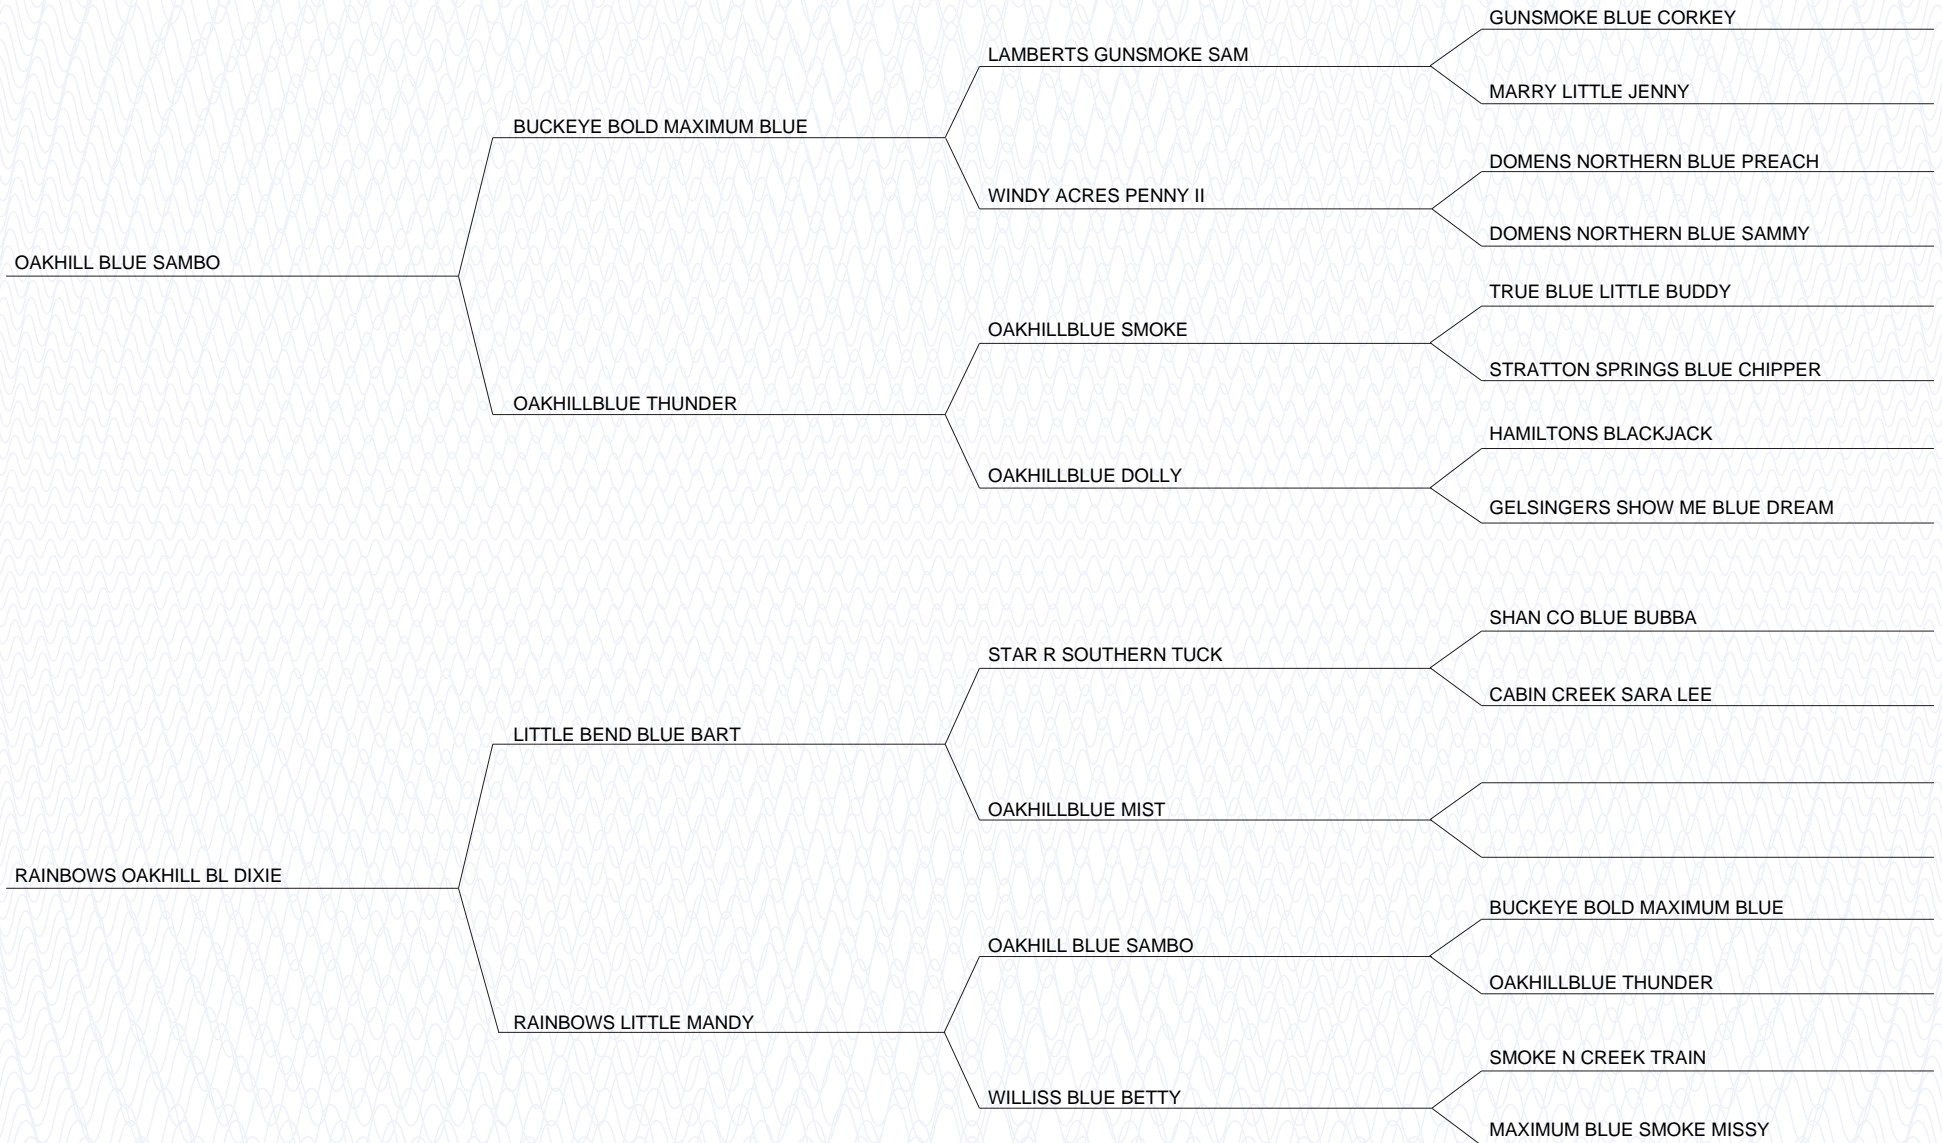 GUNSMOKE BLUE CORKEY
LAMBERTS GUNSMOKE SAM
MARRY LITTLE JENNY
BUCKEYE BOLD MAXIMUM BLUE
DOMENS NORTHERN BLUE PREACH
WINDY ACRES PENNY II
DOMENS NORTHERN BLUE SAMMY
OAKHILL BLUE SAMBO
TRUE BLUE LITTLE BUDDY
OAKHILLBLUE SMOKE
STRATTON SPRINGS BLUE CHIPPER
OAKHILLBLUE THUNDER
HAMILTONS BLACKJACK
OAKHILLBLUE DOLLY
GELSINGERS SHOW ME BLUE DREAM
SHAN CO BLUE BUBBA
STAR R SOUTHERN TUCK
CABIN CREEK SARA LEE
LITTLE BEND BLUE BART
OAKHILLBLUE MIST
RAINBOWS OAKHILL BL DIXIE
BUCKEYE BOLD MAXIMUM BLUE
OAKHILL BLUE SAMBO
OAKHILLBLUE THUNDER
RAINBOWS LITTLE MANDY
SMOKE N CREEK TRAIN
WILLISS BLUE BETTY
MAXIMUM BLUE SMOKE MISSY